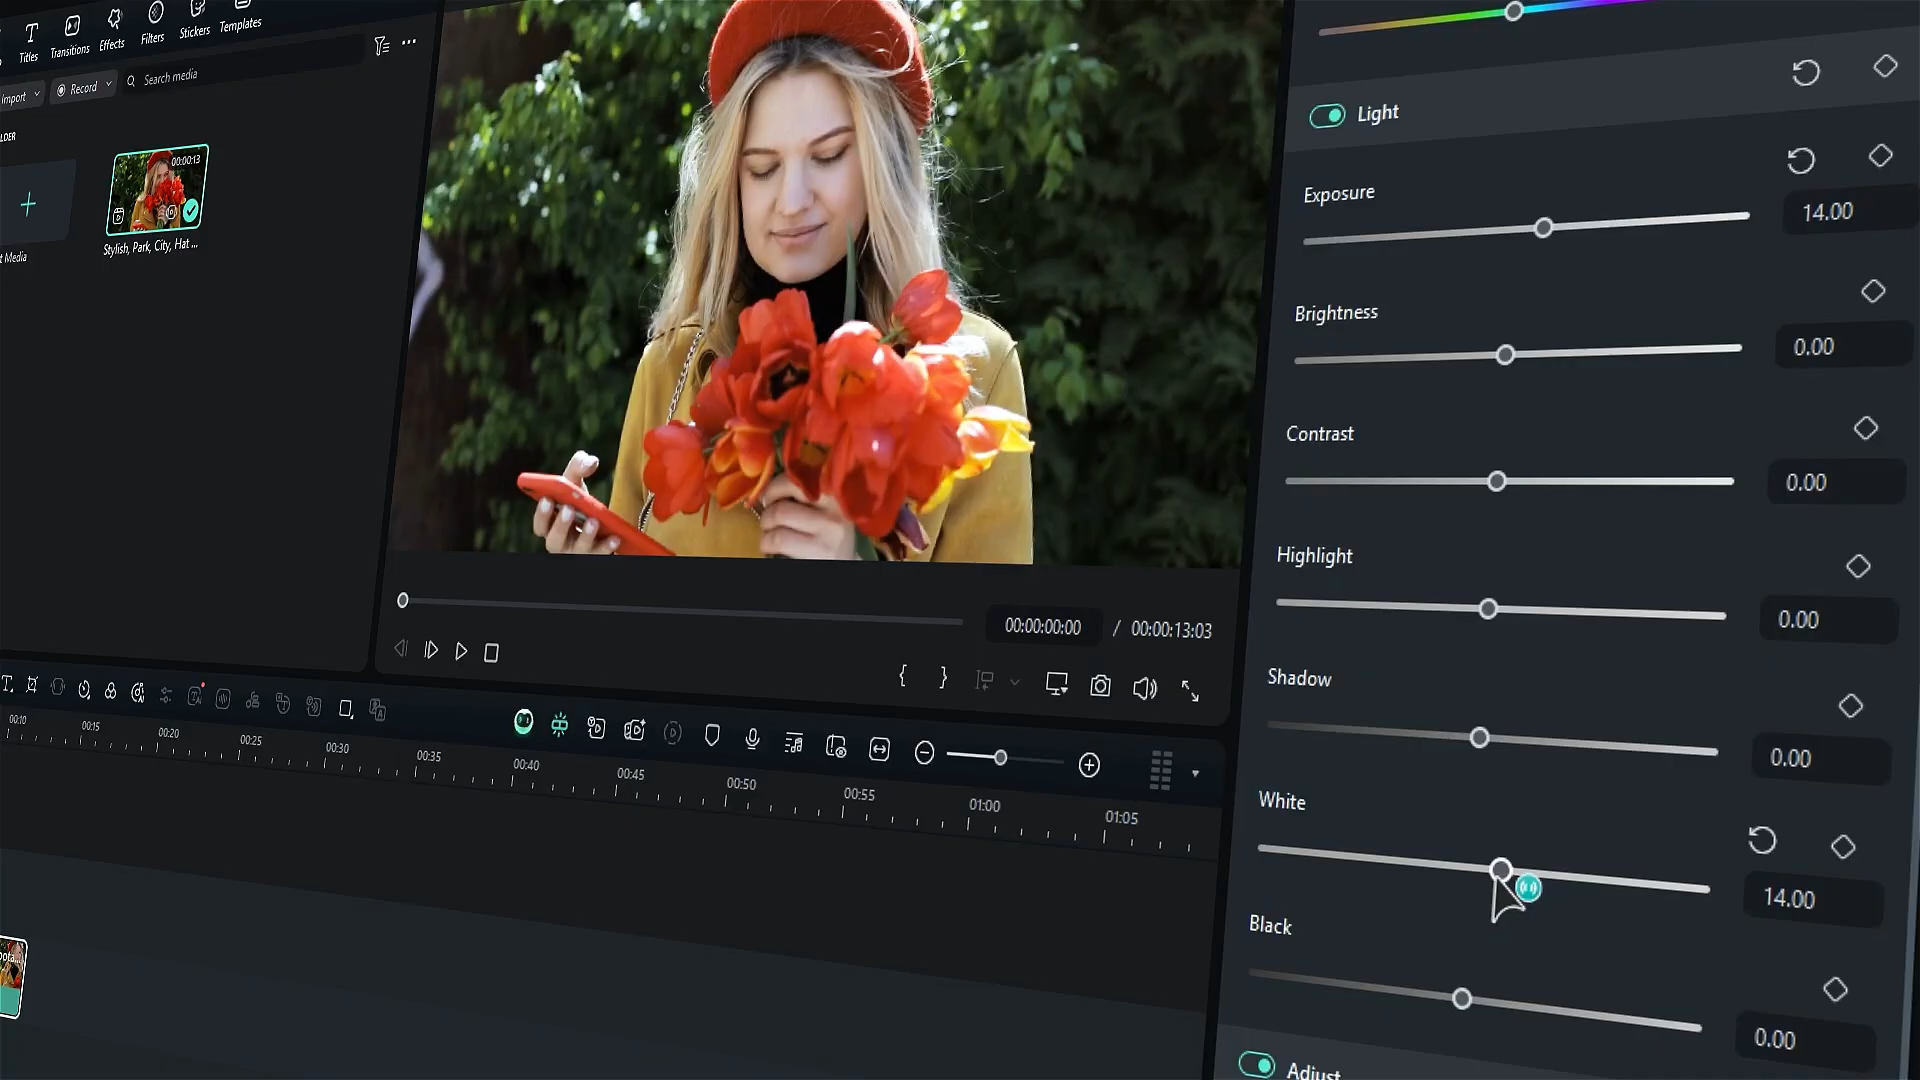 Titles
Transitions
Effects
Filters
Stickers
Templates
Import
Record
Search media
LDER
00:00:13
Stylish, Park, City, Hat ...
t Media
00:00:00:00 / 00:00:13:03
00:10
00:15
00:20
00:25
00:30
00:35
00:40
00:45
00:50
00:55
01:00
01:05
Light
Exposure
14.00
Brightness
0.00
Contrast
0.00
Highlight
0.00
Shadow
0.00
White
14.00
Black
0.00
Adjust